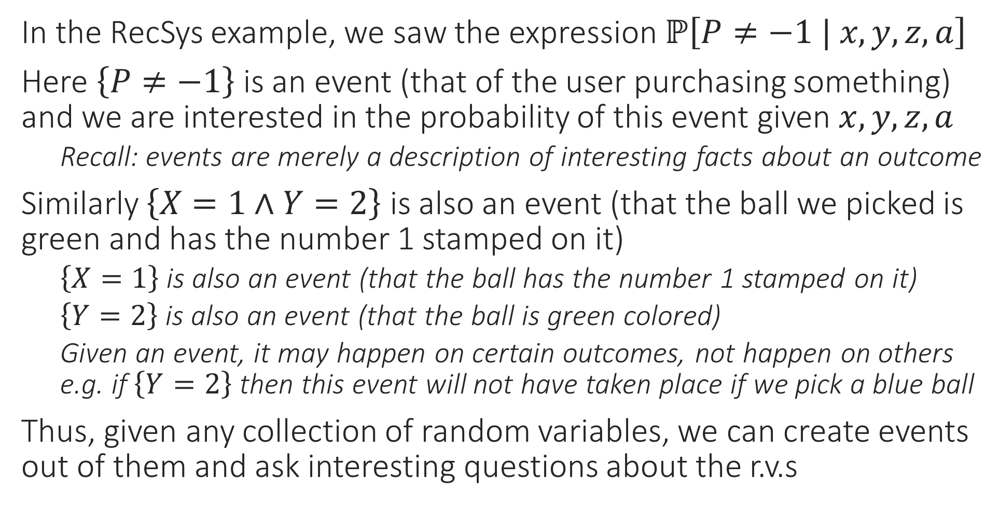 In the RecSys example, we saw the expression ℙ[P ≠ −1 | x, y, z, a]
Here {P ≠ −1} is an event (that of the user purchasing something)
and we are interested in the probability of this event given x, y, z, a
Recall: events are merely a description of interesting facts about an outcome
Similarly {X = 1 ∧ Y = 2} is also an event (that the ball we picked is
green and has the number 1 stamped on it)
{X = 1} is also an event (that the ball has the number 1 stamped on it)
{Y = 2} is also an event (that the ball is green colored)
Given an event, it may happen on certain outcomes, not happen on others
e.g. if {Y = 2} then this event will not have taken place if we pick a blue ball
Thus, given any collection of random variables, we can create events
out of them and ask interesting questions about the r.v.s